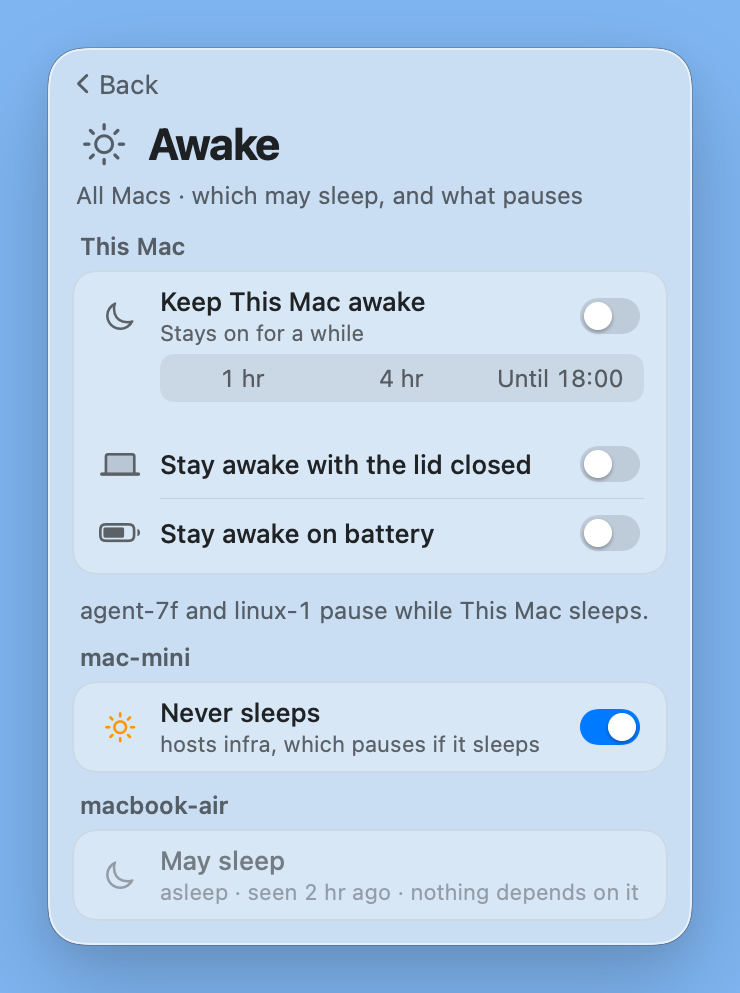 Back
Awake
All Macs · which may sleep, and what pauses
This Mac
Keep This Mac awake
Stays on for a while
1 hr 4 hr Until 18:00
Stay awake with the lid closed
Stay awake on battery
agent-7f and linux-1 pause while This Mac sleeps.
mac-mini
Never sleeps
hosts infra, which pauses if it sleeps
macbook-air
May sleep
asleep · seen 2 hr ago · nothing depends on it